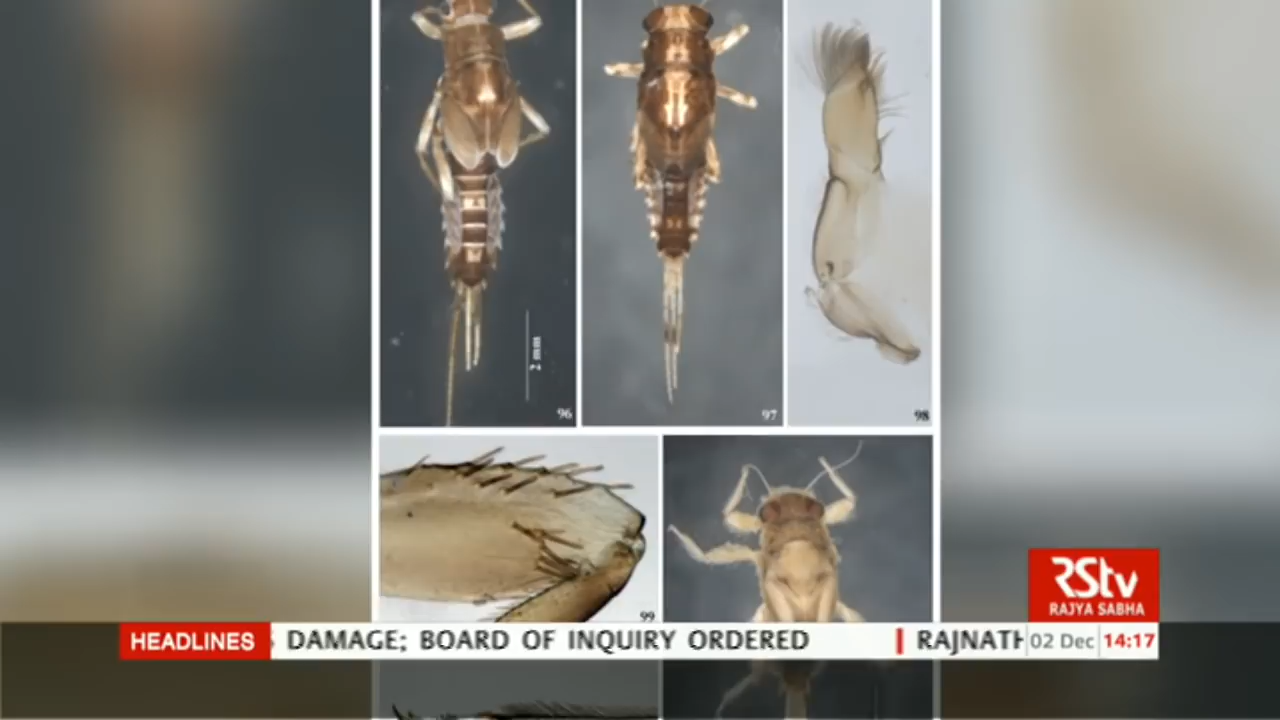 2 mm
96
97
98
99
RStv
RAJYA SABHA
HEADLINES
DAMAGE; BOARD OF INQUIRY ORDERED
RAJNATH
02 Dec
14:17